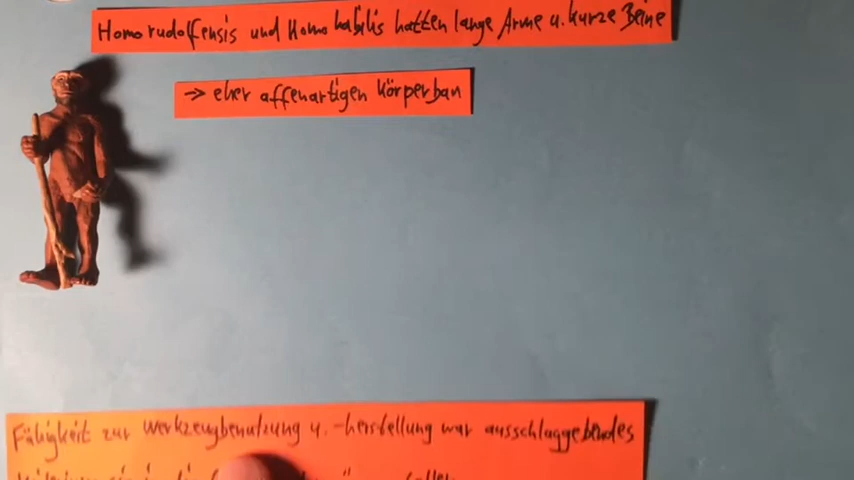 Homo rudolfensis und Homo habilis hatten lange Arme u. kurze Beine
→ eher affenartigen Körperbau
Fähigkeit zur Werkzeugbenutzung u. -herstellung war ausschlaggebendes